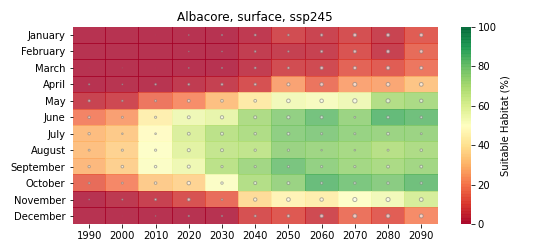 Albacore, surface, ssp245
January
February
March
April
May
June
July
August
September
October
November
December
1990 2000 2010 2020 2030 2040 2050 2060 2070 2080 2090
100
80
60
40
20
0
Suitable Habitat (%)